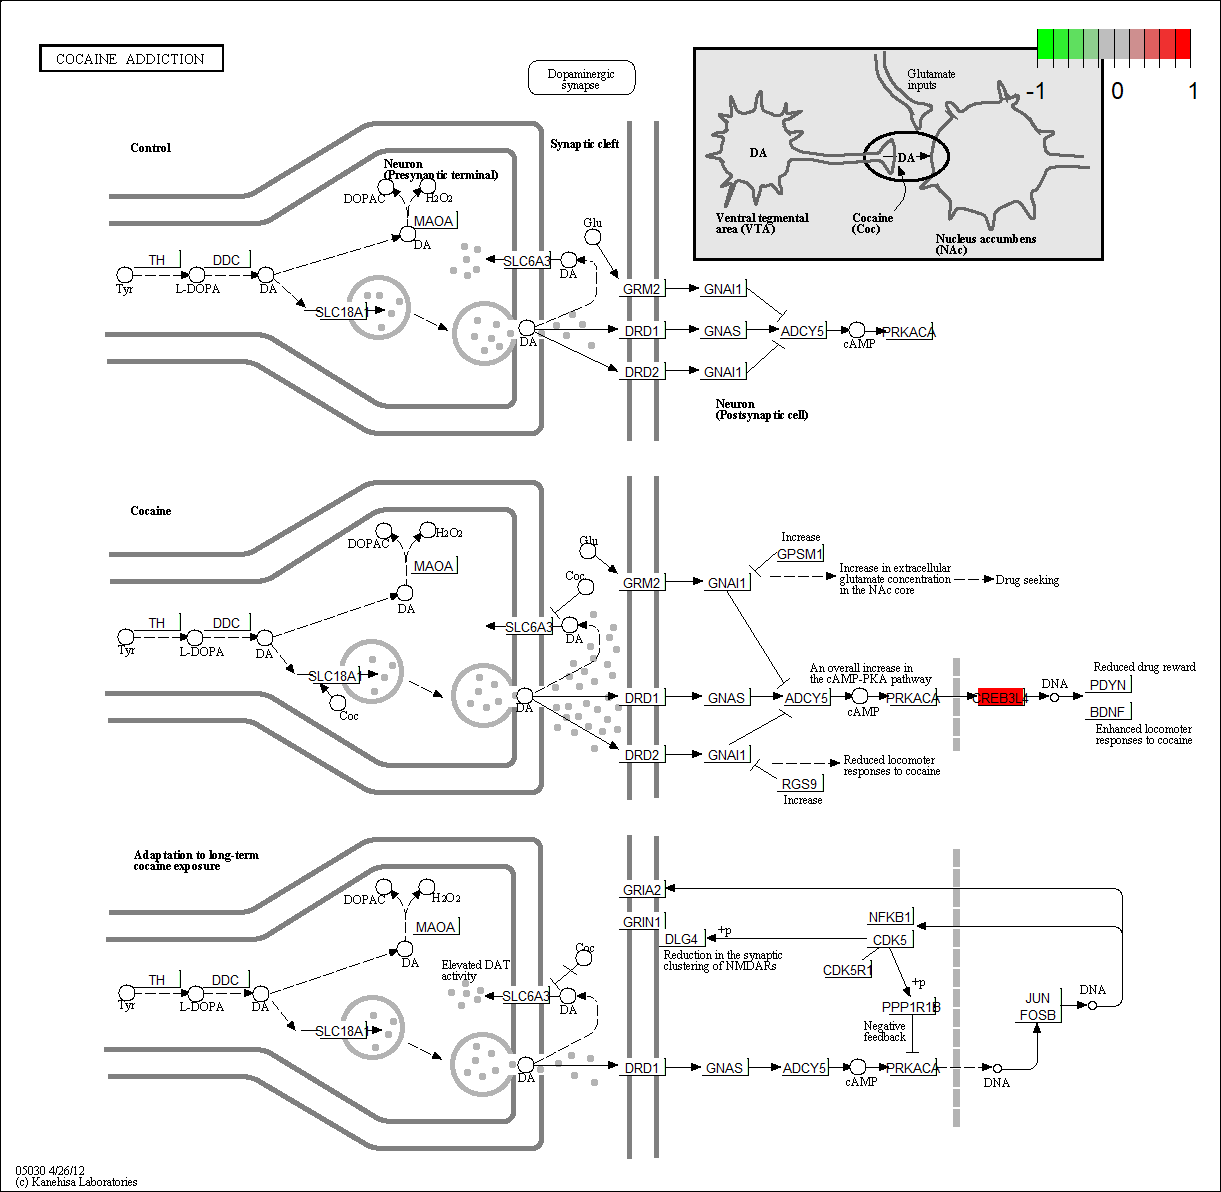 COCAINE ADDICTION
Dopaminergic
synapse
-1 0 1
Glutamate
inputs
DA
DA
Ventral tegmental
area (VTA)
Cocaine
(Coc)
Nucleus accumbens
(NAc)
Control
Synaptic cleft
Neuron
(Presynaptic terminal)
DOPAC
H2O2
MAOA
DA
TH
DDC
Tyr
L-DOPA
DA
SLC18A1
SLC6A3
DA
DA
Glu
GRM2
GNAI1
DRD1
GNAS
ADCY5
cAMP
PRKACA
DRD2
GNAI1
Neuron
(Postsynaptic cell)
Cocaine
DOPAC
H2O2
MAOA
DA
TH
DDC
Tyr
L-DOPA
DA
SLC18A1
Coc
Glu
Coc
SLC6A3
DA
DA
GRM2
GNAI1
Increase
GPSM1
Increase in extracellular
glutamate concentration
in the NAc core
Drug seeking
An overall increase in
the cAMP-PKA pathway
DRD1
GNAS
ADCY5
cAMP
PRKACA
CREB3L4
DNA
Reduced drug reward
PDYN
BDNF
Enhanced locomoter
responses to cocaine
DRD2
GNAI1
Reduced locomoter
responses to cocaine
RGS9
Increase
Adaptation to long-term
cocaine exposure
DOPAC
H2O2
MAOA
DA
TH
DDC
Tyr
L-DOPA
DA
SLC18A1
Elevated DAT
activity
Coc
SLC6A3
DA
DA
GRIA2
GRIN1
DLG4
+p
Reduction in the synaptic
clustering of NMDARs
NFKB1
CDK5
CDK5R1
+p
PPP1R1B
Negative
feedback
DRD1
GNAS
ADCY5
cAMP
PRKACA
DNA
JUN
FOSB
DNA
05030 4/26/12
(c) Kanehisa Laboratories